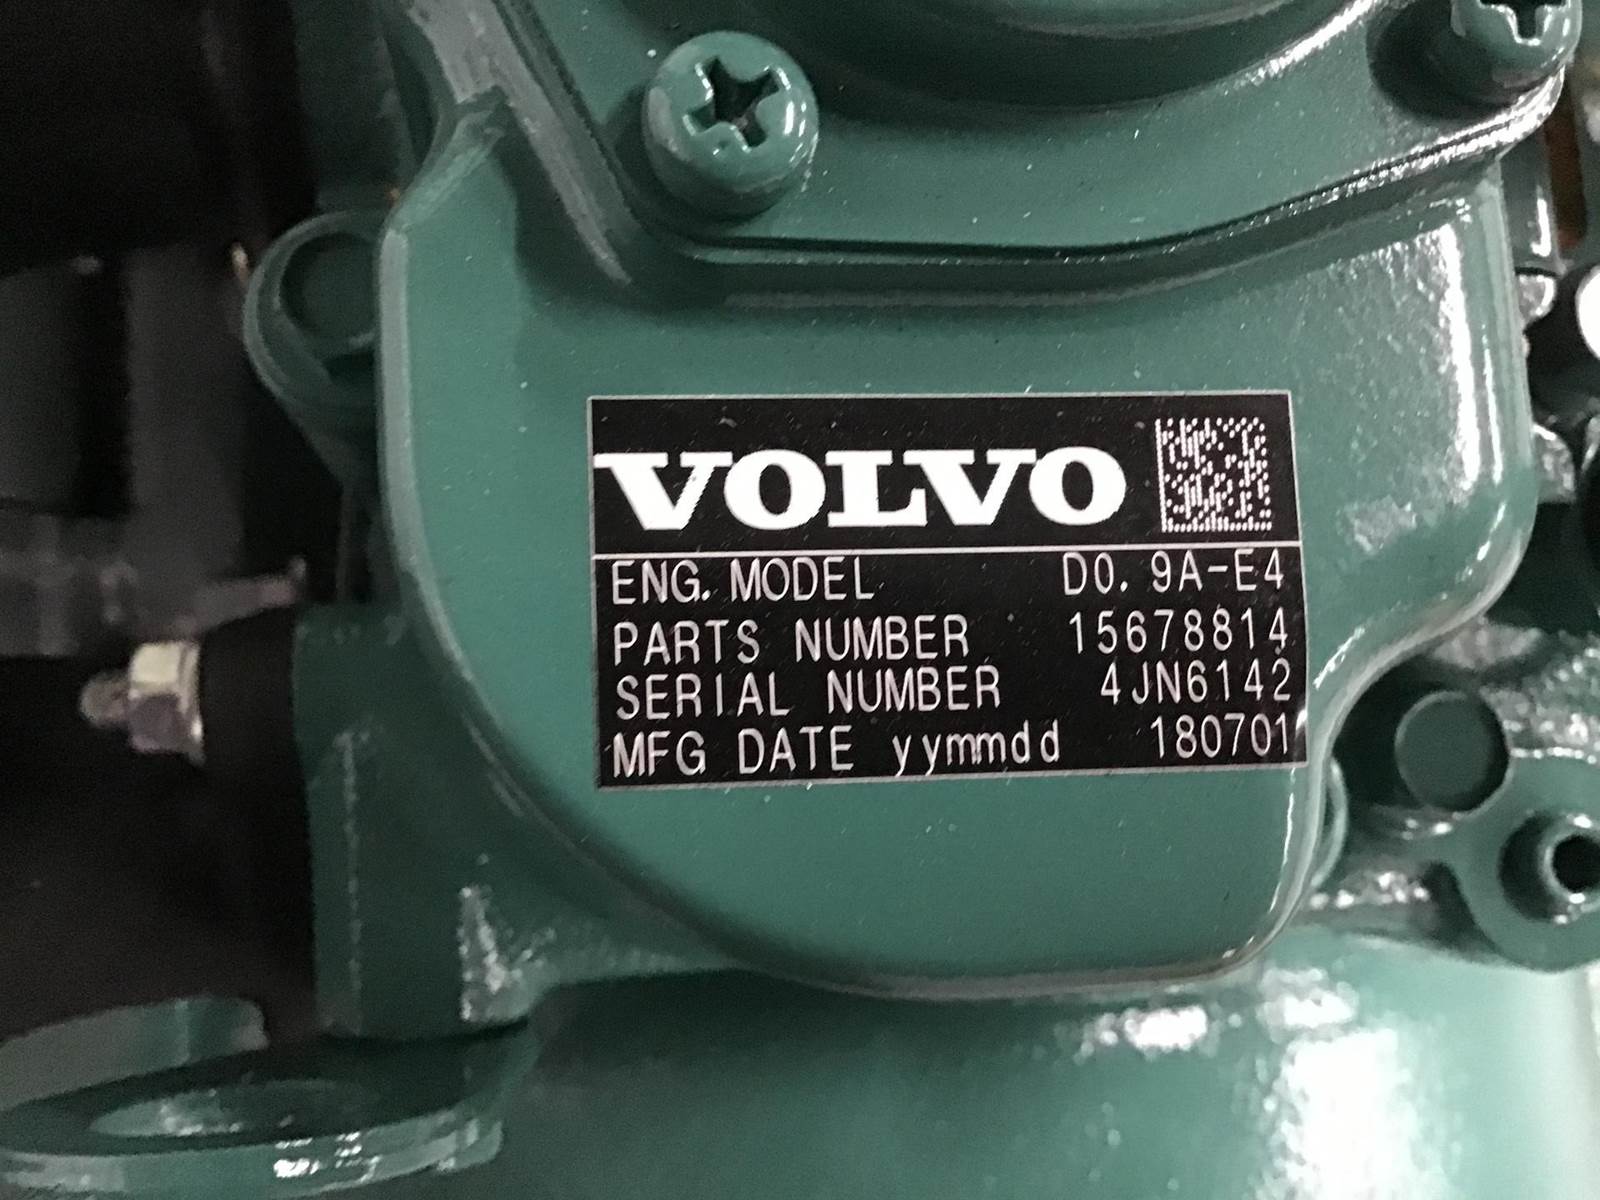 VOLVO
ENG. MODEL D0. 9A-E4
PARTS NUMBER 15678814
SERIAL NUMBER 4JN6142
MFG DATE yymmdd 180701